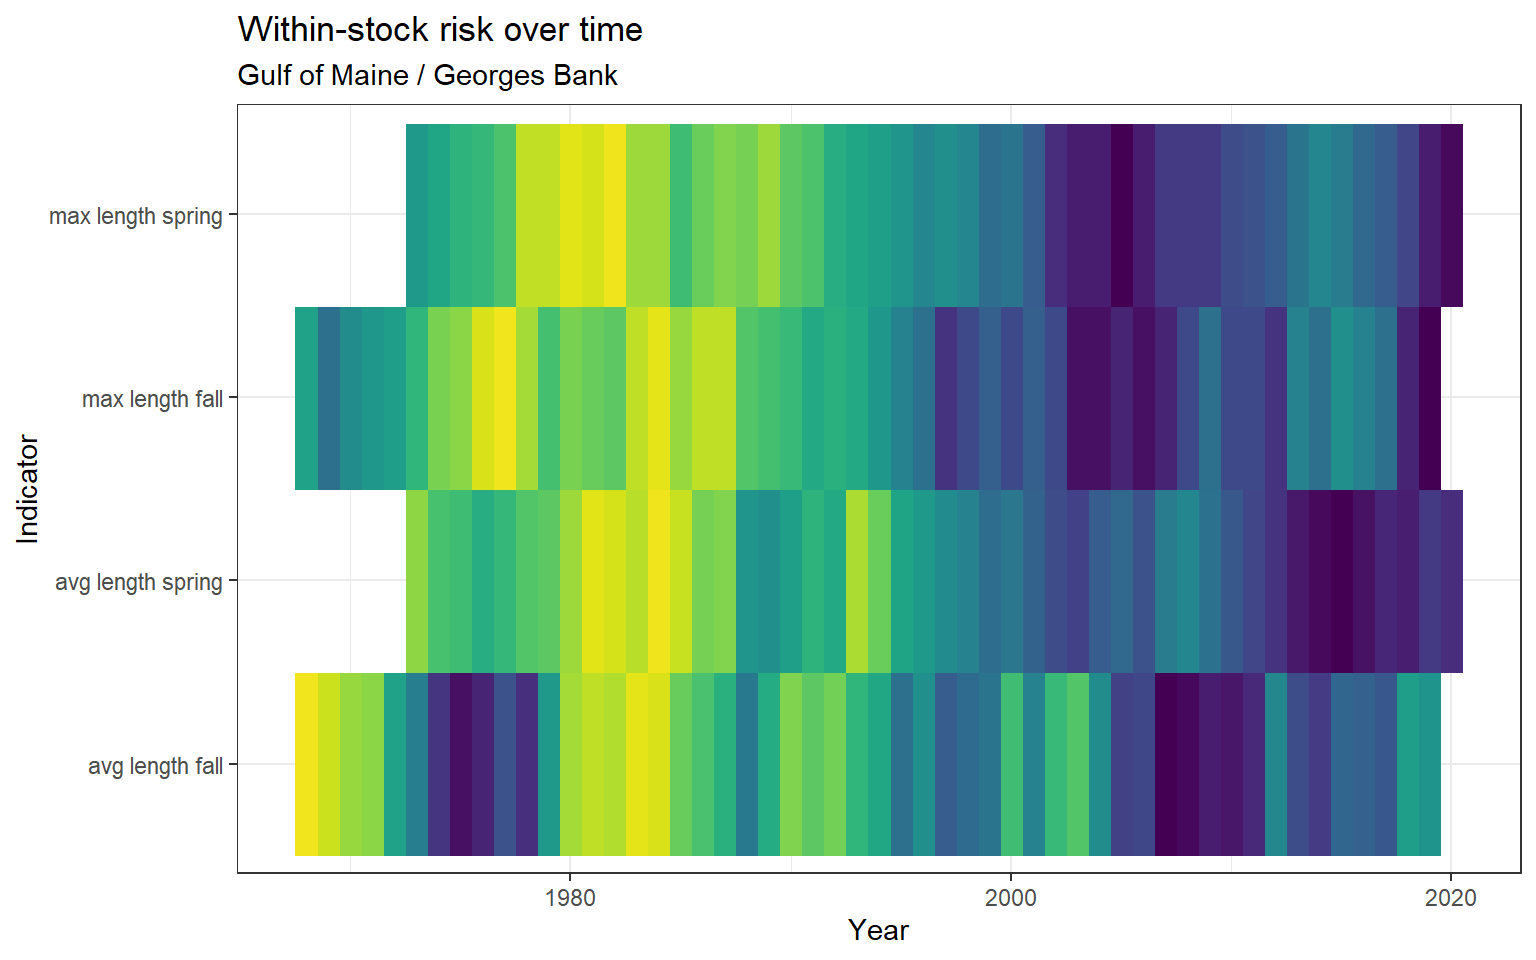 Within-stock risk over time
Gulf of Maine / Georges Bank
max length spring
max length fall
avg length spring
avg length fall
Indicator
1980
2000
2020
Year